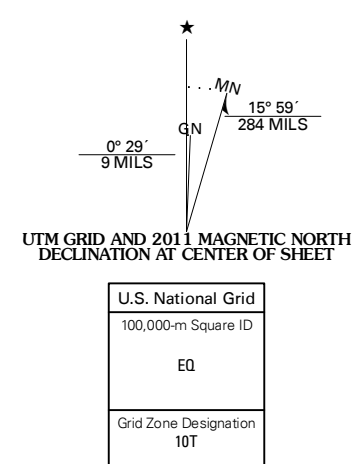 ★
MN
15° 59´
284 MILS
GN
0° 29´
9 MILS
UTM GRID AND 2011 MAGNETIC NORTH
DECLINATION AT CENTER OF SHEET
U.S. National Grid
100,000-m Square ID
EQ
Grid Zone Designation
10T